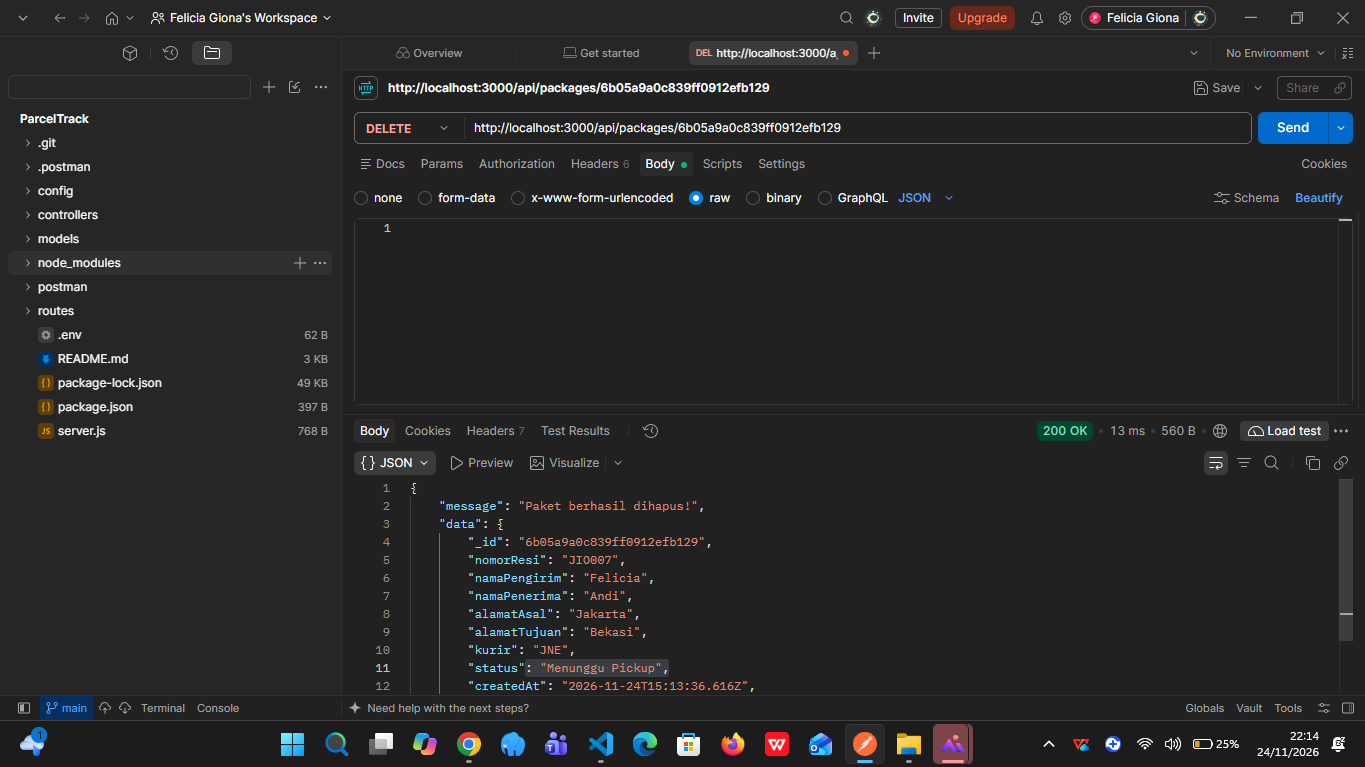 Felicia Giona's Workspace
Invite
Upgrade
Felicia Giona
Overview
Get started
DEL http://localhost:3000/a
No Environment
HTTP http://localhost:3000/api/packages/6b05a9a0c839ff0912efb129
Save
Share
DELETE
http://localhost:3000/api/packages/6b05a9a0c839ff0912efb129
Send
Docs
Params
Authorization
Headers 6
Body
Scripts
Settings
Cookies
none
form-data
x-www-form-urlencoded
raw
binary
GraphQL
JSON
Schema
Beautify
1
ParcelTrack
.git
.postman
config
controllers
models
node_modules
postman
routes
.env 62 B
README.md 3 KB
{} package-lock.json 49 KB
{} package.json 397 B
JS server.js 768 B
Body
Cookies
Headers 7
Test Results
200 OK • 13 ms • 560 B
Load test
{} JSON
Preview
Visualize
1 {
2 "message": "Paket berhasil dihapus!",
3 "data": {
4 "_id": "6b05a9a0c839ff0912efb129",
5 "nomorResi": "JIO007",
6 "namaPengirim": "Felicia",
7 "namaPenerima": "Andi",
8 "alamatAsal": "Jakarta",
9 "alamatTujuan": "Bekasi",
10 "kurir": "JNE",
11 "status": "Menunggu Pickup",
12 "createdAt": "2026-11-24T15:13:36.616Z",
main
Terminal
Console
Need help with the next steps?
Globals
Vault
Tools
1
25%
22:14
24/11/2026